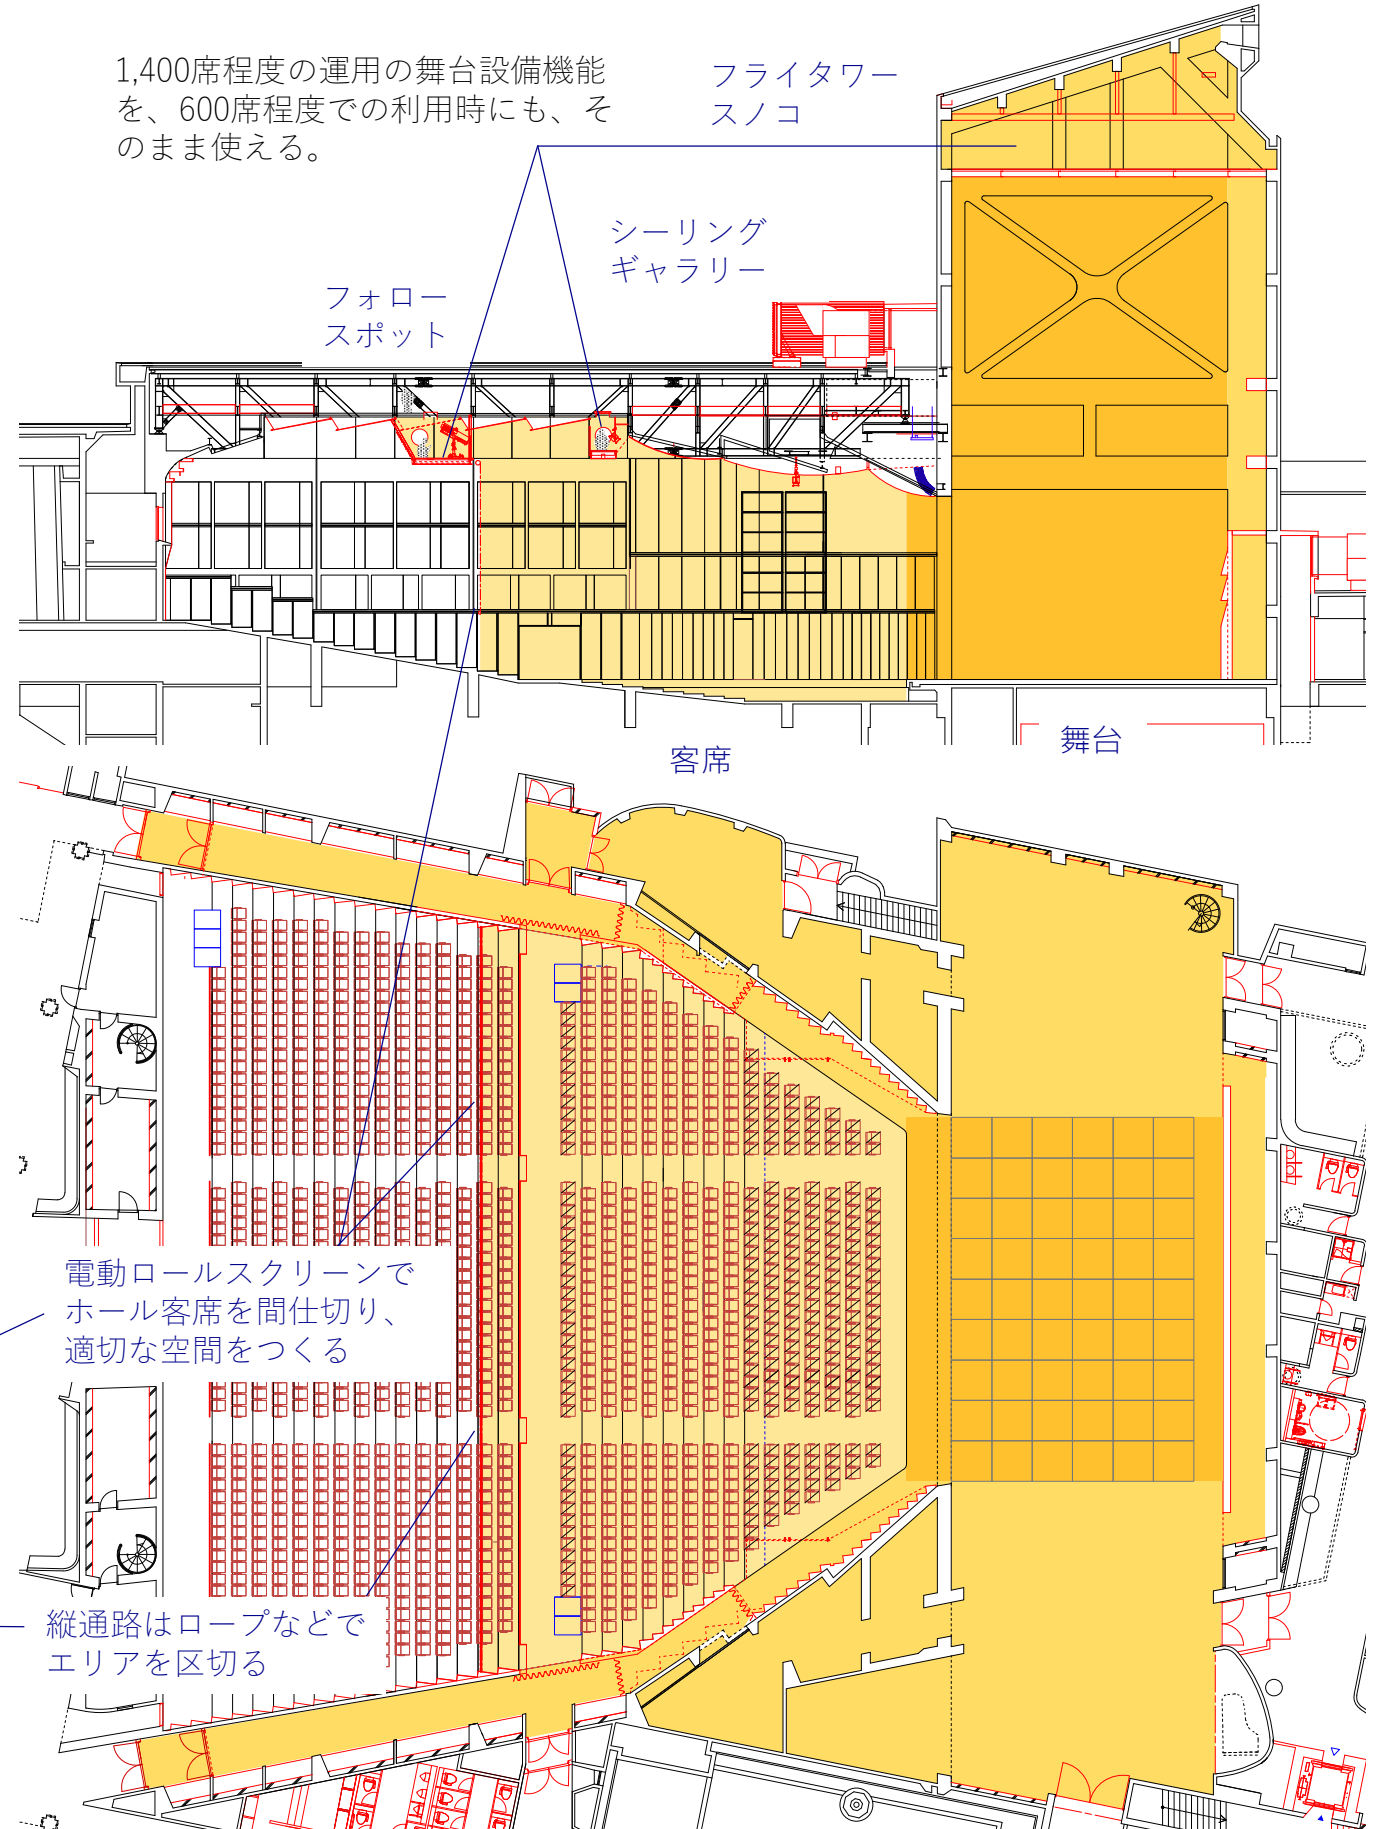 1,400席程度の運用の舞台設備機能
を、600席程度での利用時にも、そ
のまま使える。
フライタワー
スノコ
シーリング
ギャラリー
フォロー
スポット
舞台
客席
電動ロールスクリーンで
ホール客席を間仕切り、
適切な空間をつくる
縦通路はロープなどで
エリアを区切る